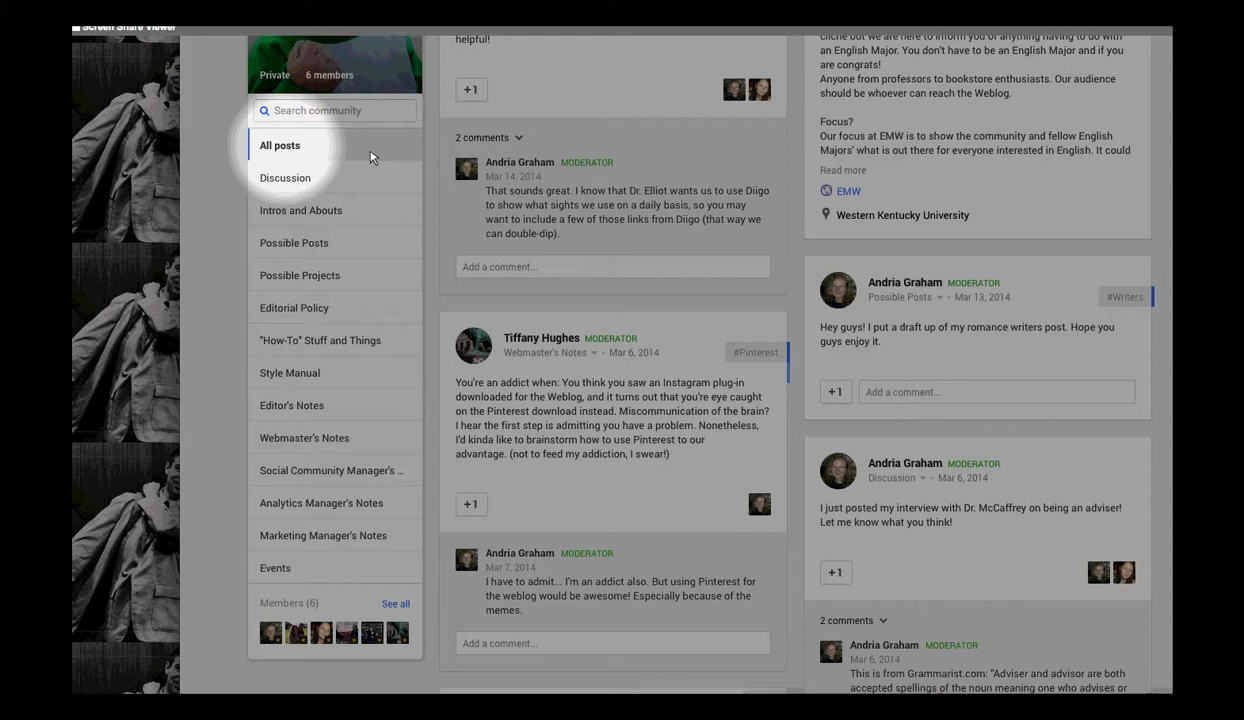 Screen Share Viewer
Private 6 members
Search community
All posts
Discussion
Intros and Abouts
Possible Posts
Possible Projects
Editorial Policy
"How-To" Stuff and Things
Style Manual
Editor's Notes
Webmaster's Notes
Social Community Manager's ...
Analytics Manager's Notes
Marketing Manager's Notes
Events
Members (6) See all
helpful!
+1
2 comments
Andria Graham MODERATOR
Mar 14, 2014
That sounds great. I know that Dr. Elliot wants us to use Diigo
to show what sights we use on a daily basis, so you may
want to include a few of those links from Diigo (that way we
can double-dip).
Add a comment...
Tiffany Hughes MODERATOR
Webmaster's Notes - Mar 6, 2014
#Pinterest
You're an addict when: You think you saw an Instagram plug-in
downloaded for the Weblog, and it turns out that you're eye caught
on the Pinterest download instead. Miscommunication of the brain?
I hear the first step is admitting you have a problem. Nonetheless,
I'd kinda like to brainstorm how to use Pinterest to our
advantage. (not to feed my addiction, I swear!)
+1
Andria Graham MODERATOR
Mar 7, 2014
I have to admit... I'm an addict also. But using Pinterest for
the weblog would be awesome! Especially because of the
memes.
Add a comment...
cliche but we are here to inform you of anything having to do with
an English Major. You don't have to be an English Major and if you
are congrats!
Anyone from professors to bookstore enthusiasts. Our audience
should be whoever can reach the Weblog.
Focus?
Our focus at EMW is to show the community and fellow English
Majors' what is out there for everyone interested in English. It could
Read more
EMW
Western Kentucky University
Andria Graham MODERATOR
Possible Posts - Mar 13, 2014
#Writers
Hey guys! I put a draft up of my romance writers post. Hope you
guys enjoy it.
+1 Add a comment...
Andria Graham MODERATOR
Discussion - Mar 6, 2014
I just posted my interview with Dr. McCaffrey on being an adviser!
Let me know what you think!
+1
2 comments
Andria Graham MODERATOR
Mar 6, 2014
This is from Grammarist.com: "Adviser and advisor are both
accepted spellings of the noun meaning one who advises or